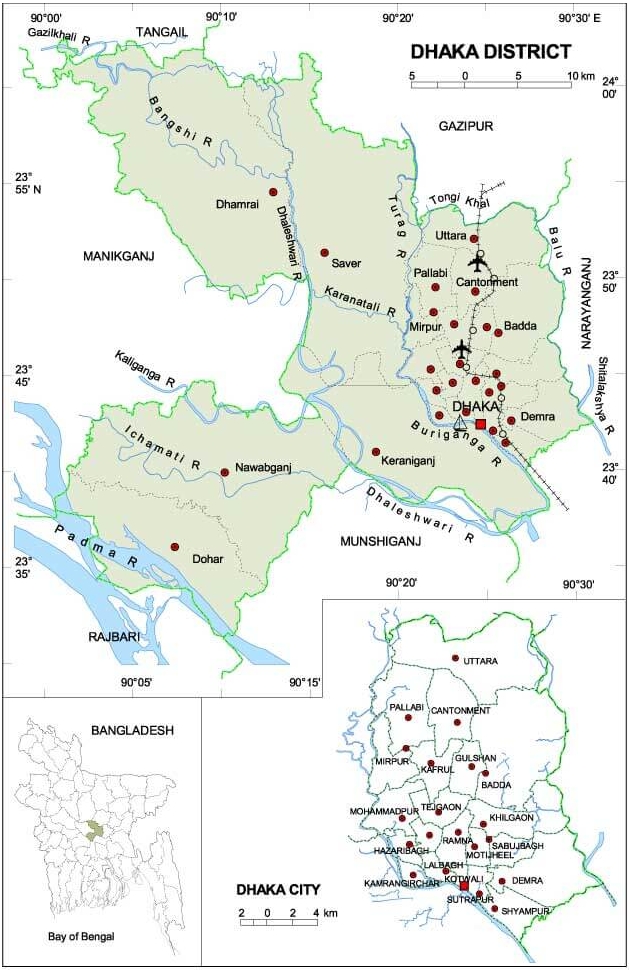 90°10'
90°20'
90°30' E
Gazilkhali R
TANGAIL
DHAKA DISTRICT
5 0 5 10 km
24° 00'
GAZIPUR
Bangshi R
23° 55' N
Dhamrai
Dhaleshwari R
Turag R
Tongi Khal
Uttara
Balu R
MANIKGANJ
Saver
Pallabi
Cantonment
23° 50'
NARAYANGANJ
Karanatali R
Mirpur
Badda
Kaliganga R
23° 45'
Shitalakshya R
DHAKA
Demra
Buriganga R
Ichamati R
Nawabganj
Keraniganj
23° 40'
Dhaleshwari R
MUNSHIGANJ
Padma R
Dohar
23° 35'
90°20'
90°30'
RAJBARI
90°05'
90°15'
UTTARA
PALLABI
CANTONMENT
MIRPUR
KAFRUL
GULSHAN
BADDA
MOHAMMADPUR
TEJGAON
KHILGAON
RAMNA
SABUJBAGH
HAZARIBAGH
MOTIJHEEL
LALBAGH
KAMRANGIRCHAR
KOTWALI
DEMRA
SUTRAPUR
SHYAMPUR
DHAKA CITY
2 0 2 4 km
BANGLADESH
Bay of Bengal